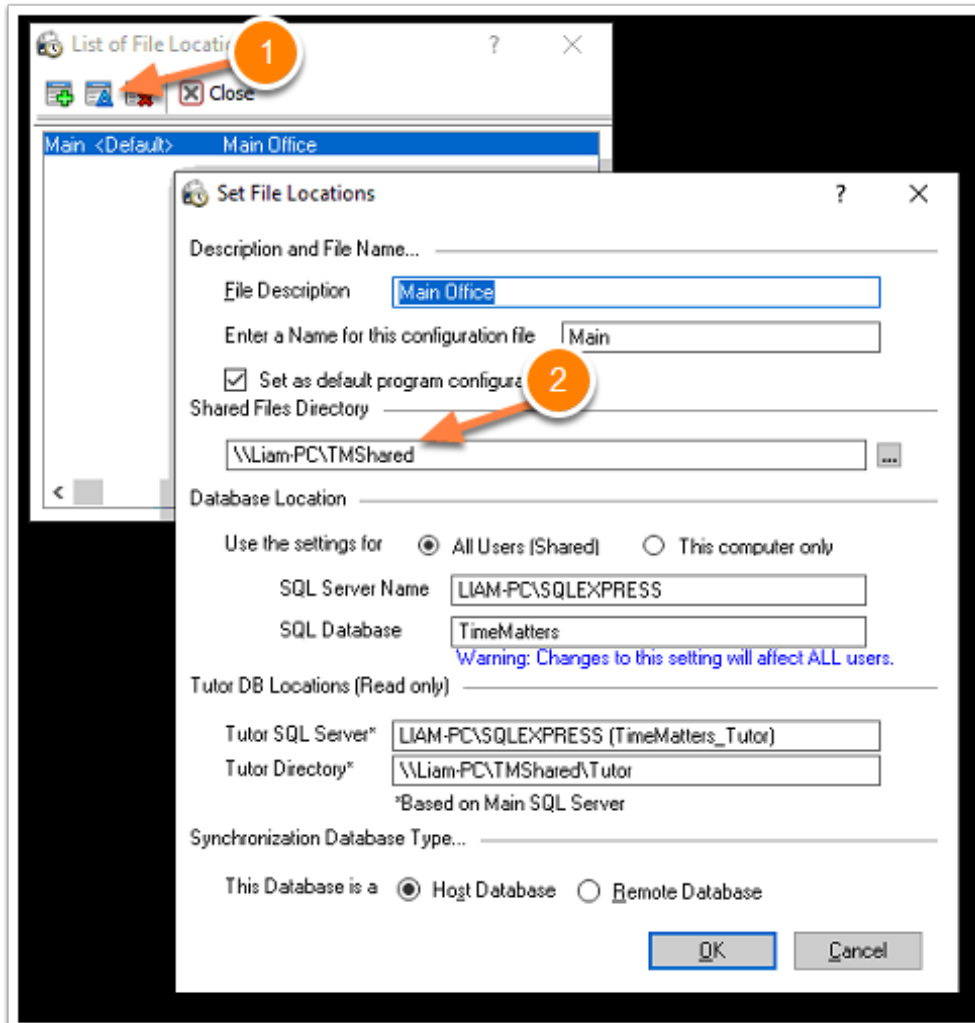 List of File Locati
?
1
Close
Main <Default> Main Office
Set File Locations
?
Description and File Name...
File Description Main Office
Enter a Name for this configuration file Main
Set as default program configura
2
Shared Files Directory
\\Liam-PC\TMShared
...
Database Location
Use the settings for All Users (Shared) This computer only
SQL Server Name LIAM-PC\SQLEXPRESS
SQL Database TimeMatters
Warning: Changes to this setting will affect ALL users.
Tutor DB Locations (Read only)
Tutor SQL Server* LIAM-PC\SQLEXPRESS (TimeMatters_Tutor)
Tutor Directory* \\Liam-PC\TMShared\Tutor
*Based on Main SQL Server
Synchronization Database Type...
This Database is a Host Database Remote Database
OK Cancel